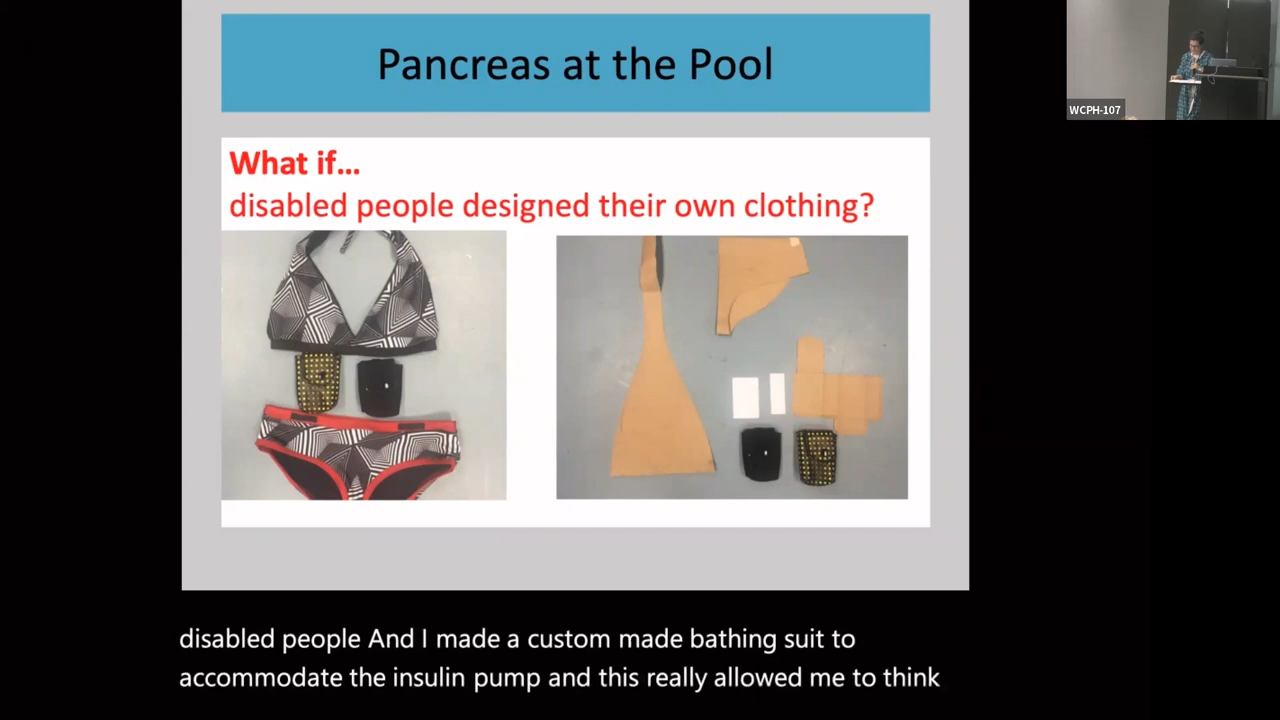 Pancreas at the Pool
WCPH-107
What if...
disabled people designed their own clothing?
disabled people And I made a custom made bathing suit to
accommodate the insulin pump and this really allowed me to think